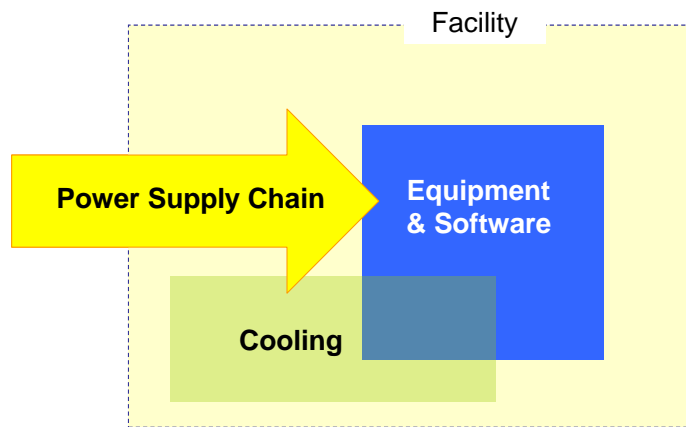 Facility
Power Supply Chain
Equipment
& Software
Cooling